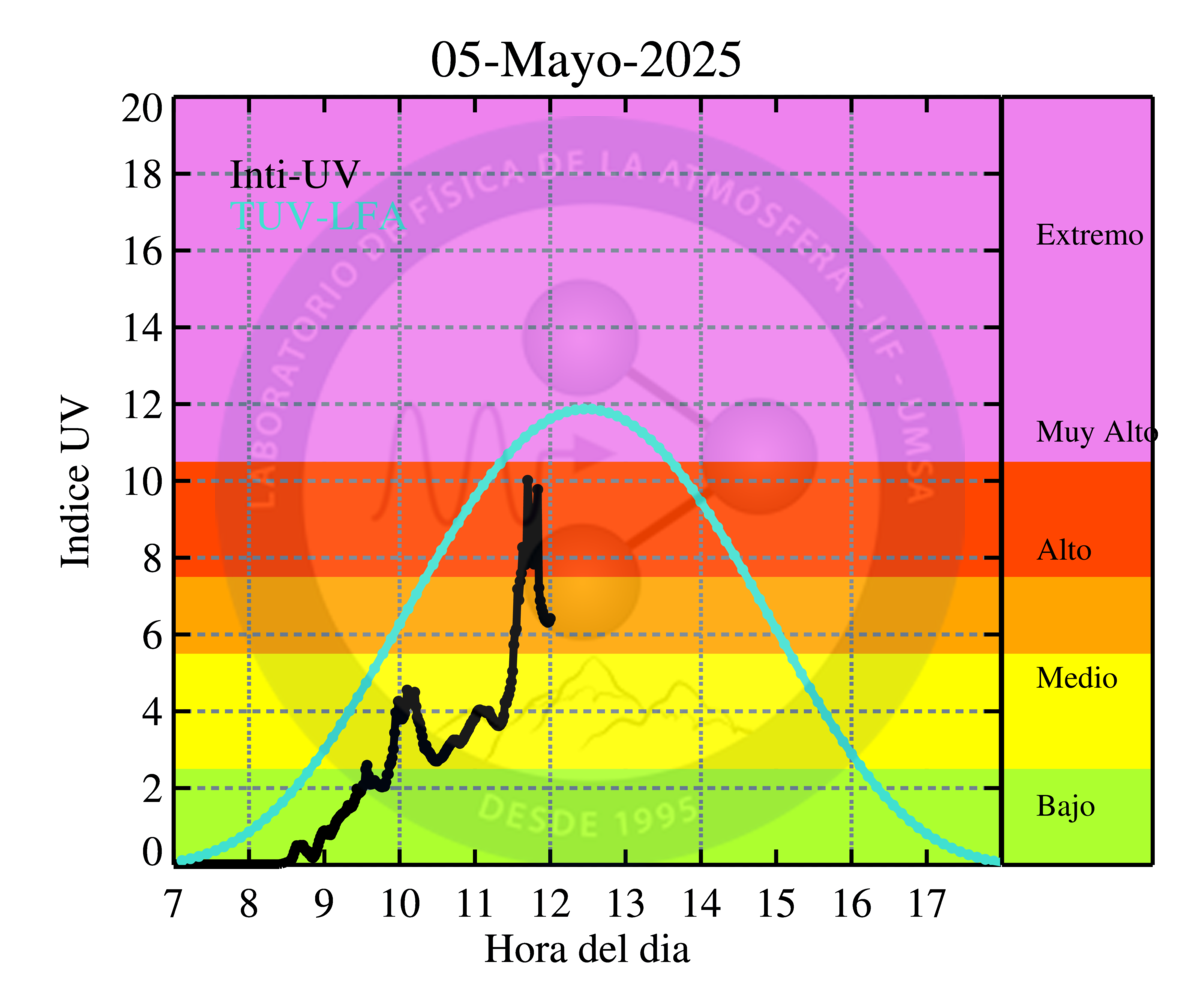 05-Mayo-2025
20
18
16
14
12
10
8
6
4
2
0
Indice UV
Inti-UV
TUV-LFA
LABORATORIO DE FÍSICA DE LA ATMÓSFERA - IIF - UMSA
DESDE 1995
Extremo
Muy Alto
Alto
Medio
Bajo
7 8 9 10 11 12 13 14 15 16 17
Hora del dia